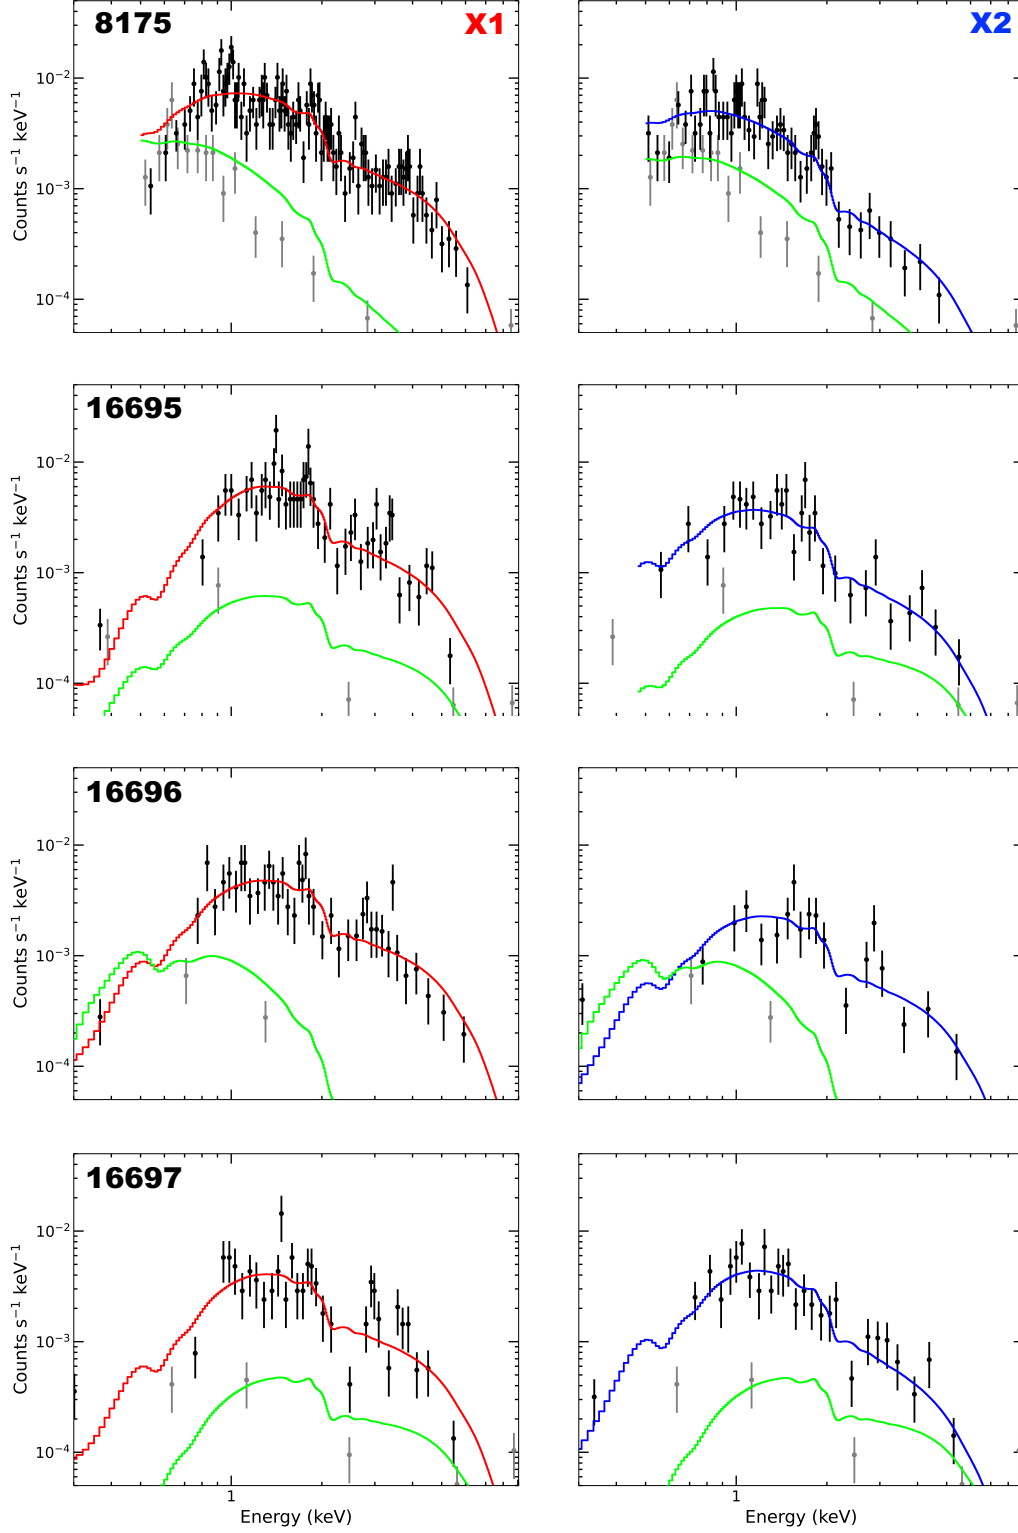 8175 X1 X2
10⁻²
10⁻³
10⁻⁴
Counts s⁻¹ keV⁻¹
16695
10⁻²
10⁻³
10⁻⁴
Counts s⁻¹ keV⁻¹
16696
10⁻²
10⁻³
10⁻⁴
Counts s⁻¹ keV⁻¹
16697
10⁻²
10⁻³
10⁻⁴
Counts s⁻¹ keV⁻¹
1 1
Energy (keV) Energy (keV)